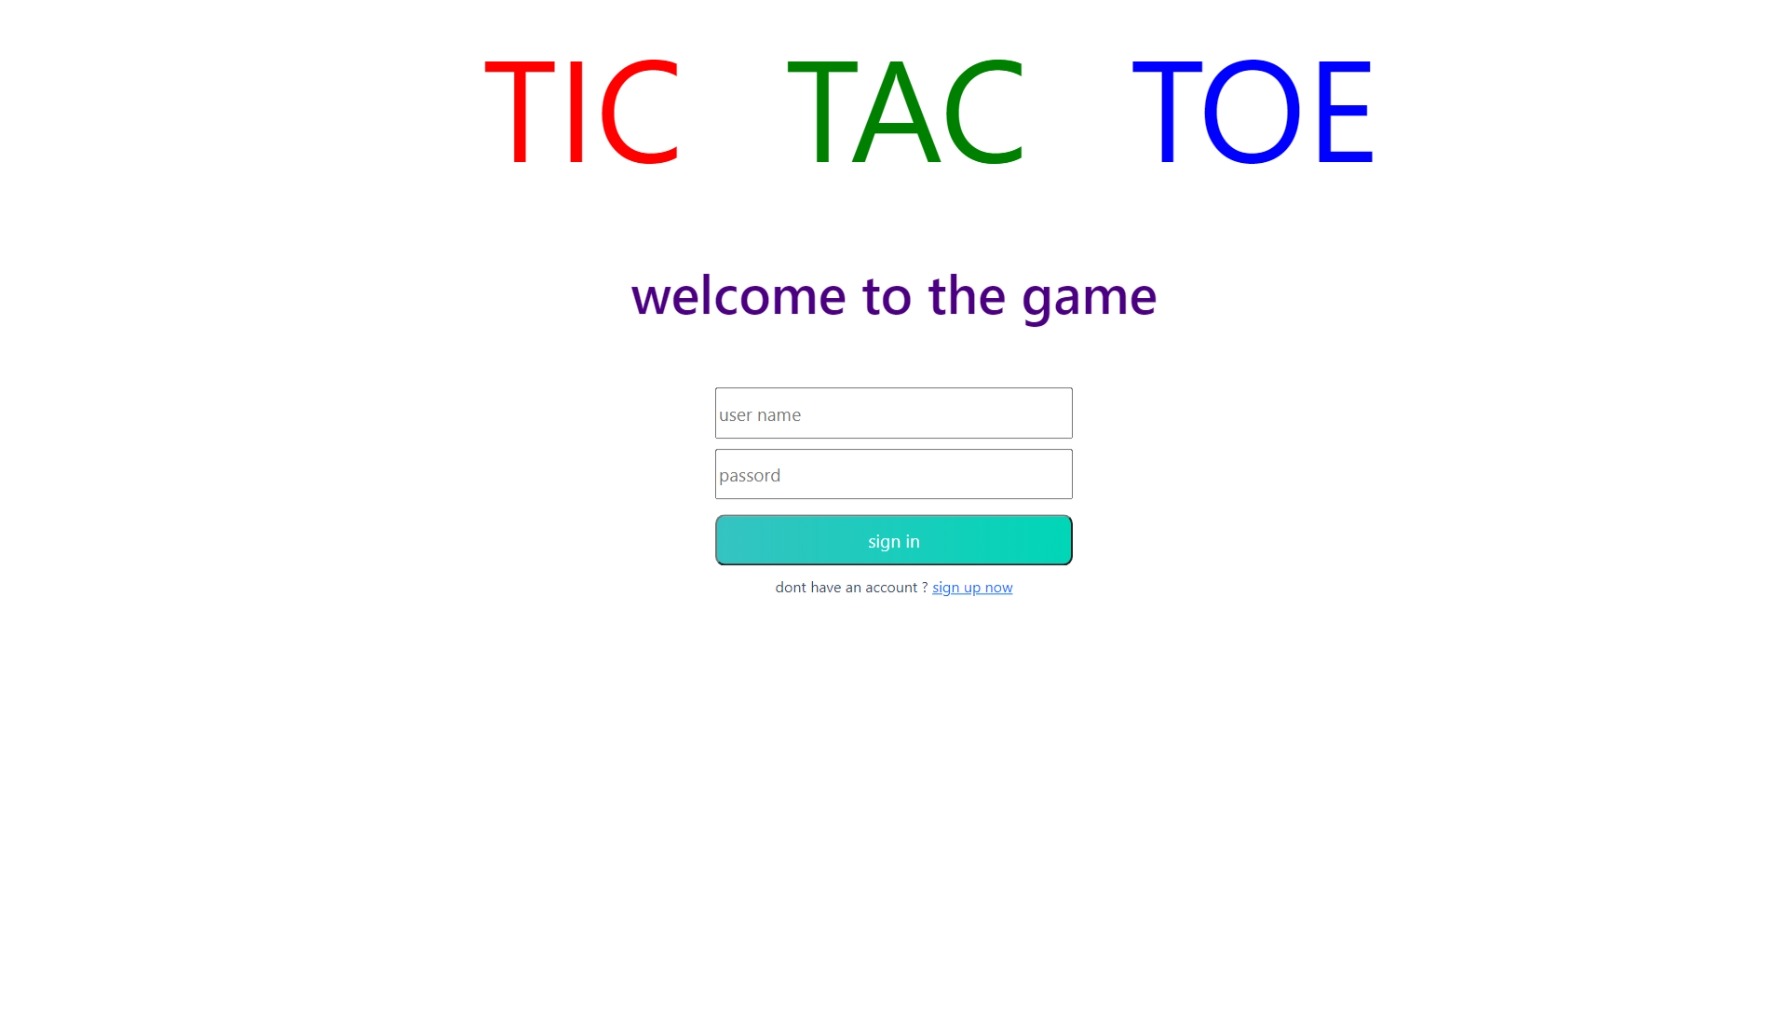 TIC TAC TOE
welcome to the game
user name
passord
sign in
dont have an account ? sign up now